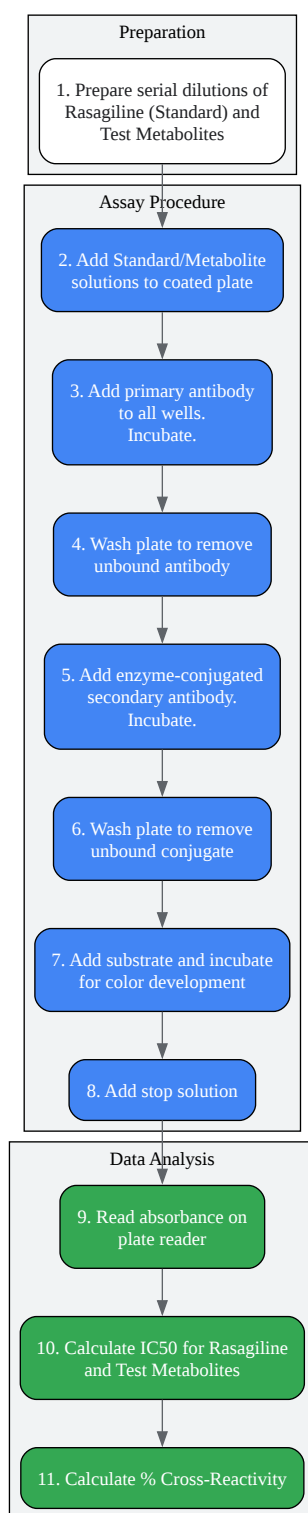 Preparation
1. Prepare serial dilutions of
Rasagiline (Standard) and
Test Metabolites
Assay Procedure
2. Add Standard/Metabolite
solutions to coated plate
3. Add primary antibody
to all wells.
Incubate.
4. Wash plate to remove
unbound antibody
5. Add enzyme-conjugated
secondary antibody.
Incubate.
6. Wash plate to remove
unbound conjugate
7. Add substrate and incubate
for color development
8. Add stop solution
Data Analysis
9. Read absorbance on
plate reader
10. Calculate IC50 for Rasagiline
and Test Metabolites
11. Calculate % Cross-Reactivity